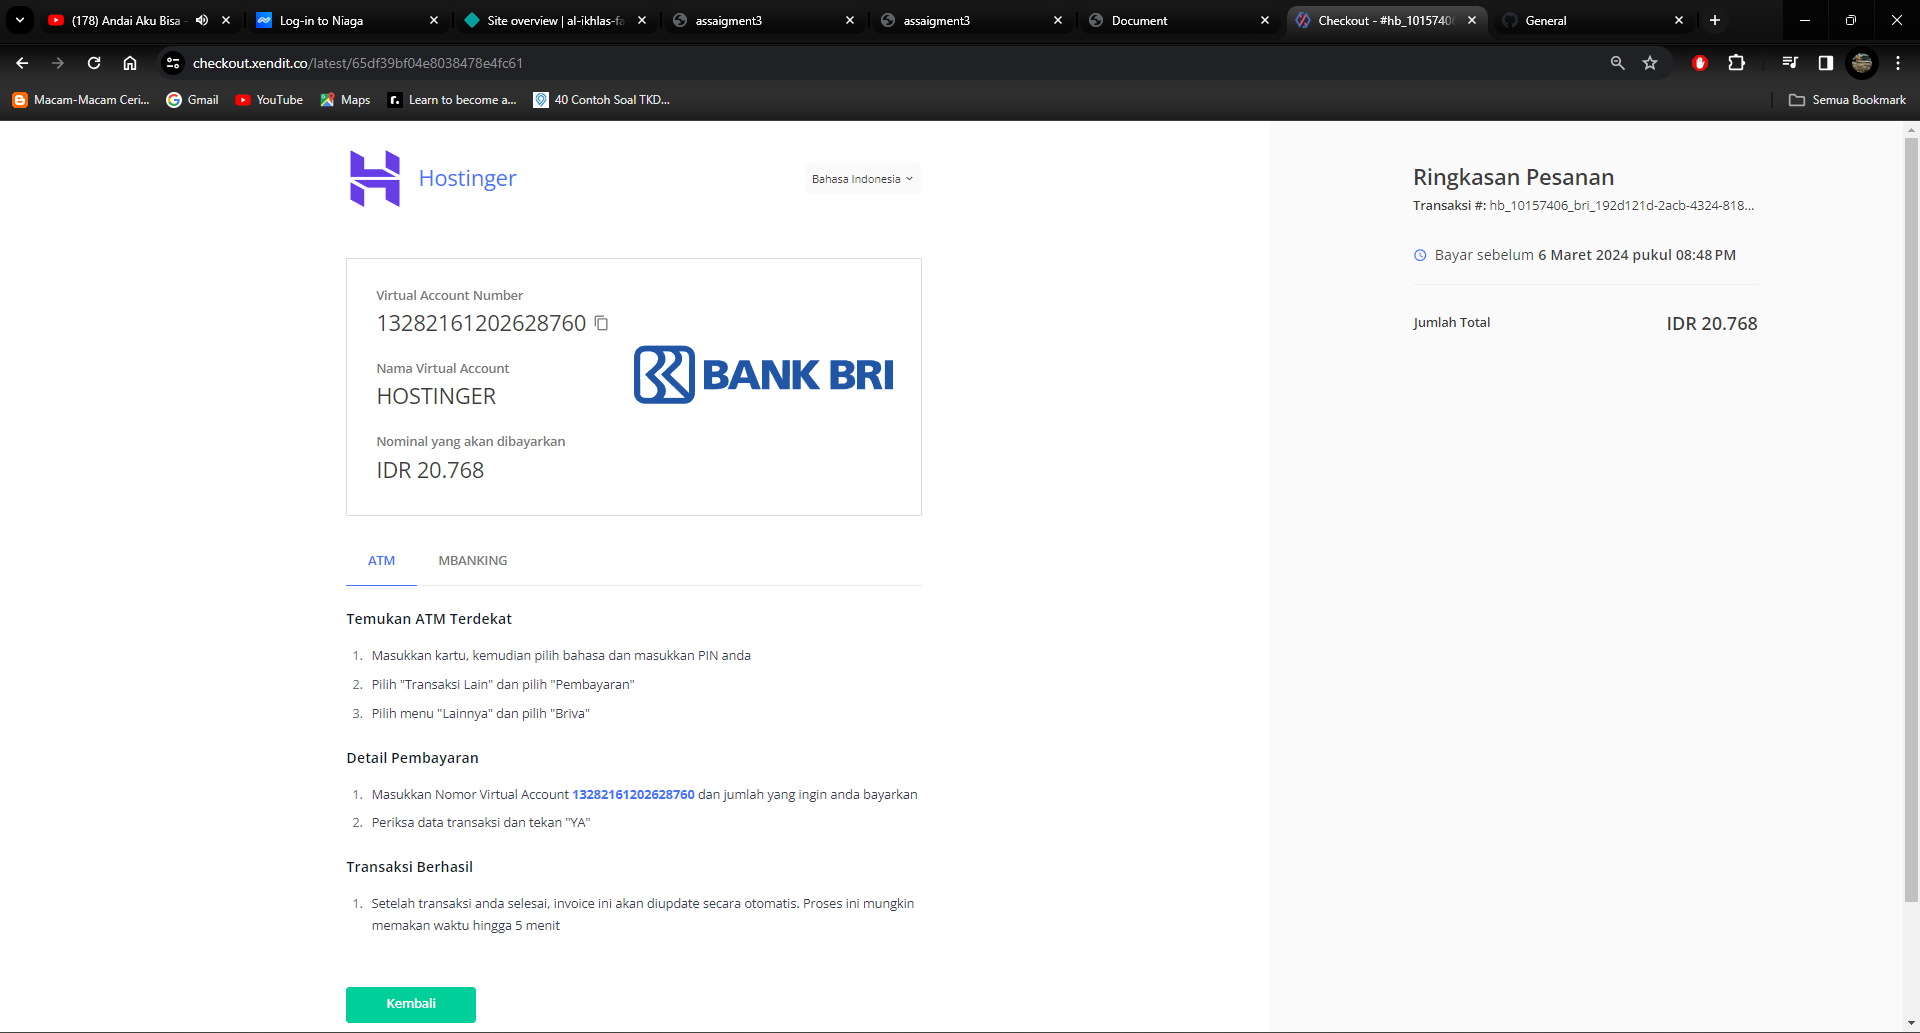 (178) Andai Aku Bisa -
Log-in to Niaga
Site overview | al-ikhlas-fa
assaigment3
assaigment3
Document
Checkout - #hb_10157406
General
checkout.xendit.co/latest/65df39bf04e8038478e4fc61
Macam-Macam Ceri...
Gmail
YouTube
Maps
Learn to become a...
40 Contoh Soal TKD...
Semua Bookmark
Hostinger
Bahasa Indonesia
Virtual Account Number
13282161202628760
Nama Virtual Account
HOSTINGER
BANK BRI
Nominal yang akan dibayarkan
IDR 20.768
ATM
MBANKING
Temukan ATM Terdekat
1. Masukkan kartu, kemudian pilih bahasa dan masukkan PIN anda
2. Pilih "Transaksi Lain" dan pilih "Pembayaran"
3. Pilih menu "Lainnya" dan pilih "Briva"
Detail Pembayaran
1. Masukkan Nomor Virtual Account 13282161202628760 dan jumlah yang ingin anda bayarkan
2. Periksa data transaksi dan tekan "YA"
Transaksi Berhasil
1. Setelah transaksi anda selesai, invoice ini akan diupdate secara otomatis. Proses ini mungkin
memakan waktu hingga 5 menit
Kembali
Ringkasan Pesanan
Transaksi #: hb_10157406_bri_192d121d-2acb-4324-818...
Bayar sebelum 6 Maret 2024 pukul 08:48 PM
Jumlah Total
IDR 20.768